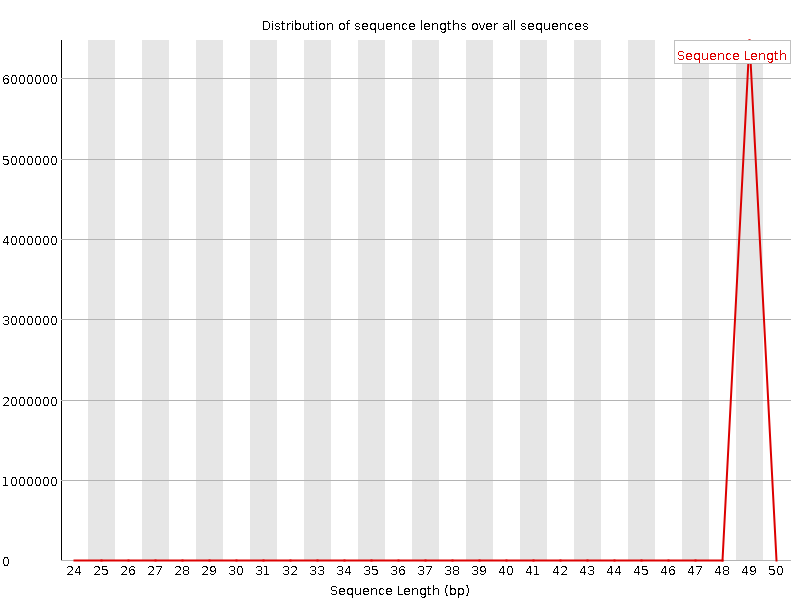 Distribution of sequence lengths over all sequences
Sequence Length
6000000
5000000
4000000
3000000
2000000
1000000
0
24 25 26 27 28 29 30 31 32 33 34 35 36 37 38 39 40 41 42 43 44 45 46 47 48 49 50
Sequence Length (bp)